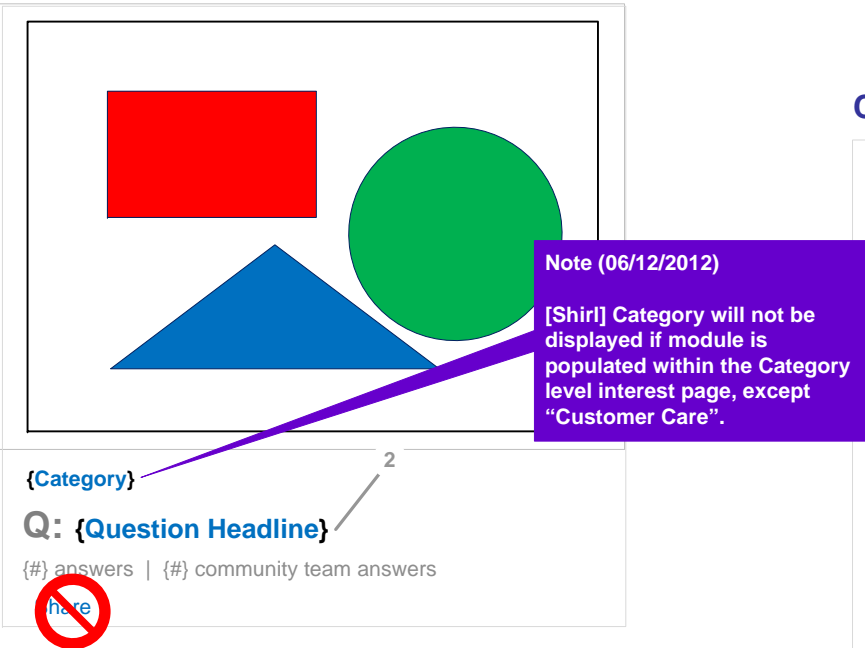 Note (06/12/2012)
[Shirl] Category will not be
displayed if module is
populated within the Category
level interest page, except
“Customer Care”.
2
{Category}
Q: {Question Headline}
{#} answers | {#} community team answers
Share